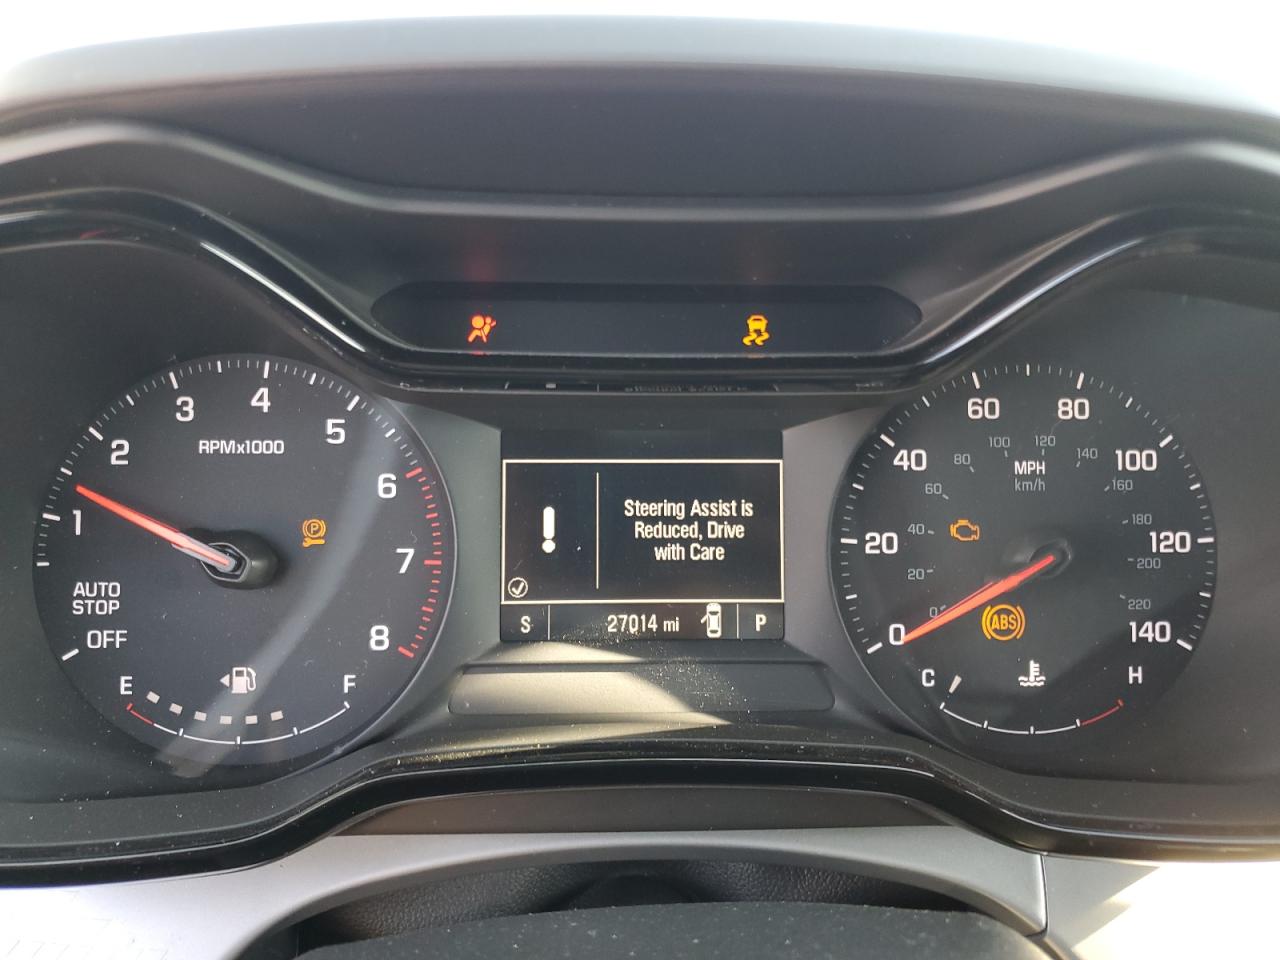 4
3
5
2
RPMx1000
6
1
7
AUTO
STOP
OFF
8
E
F
P
Steering Assist is
Reduced, Drive
with Care
S
27014 mi
P
60
80
100
120
40
80
140
100
MPH
km/h
60
160
20
40
180
120
200
20
220
0
0
ABS
140
C
H